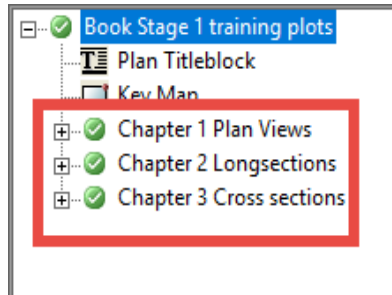 Book Stage 1 training plots
Plan Titleblock
Key Map
Chapter 1 Plan Views
Chapter 2 Longsections
Chapter 3 Cross sections